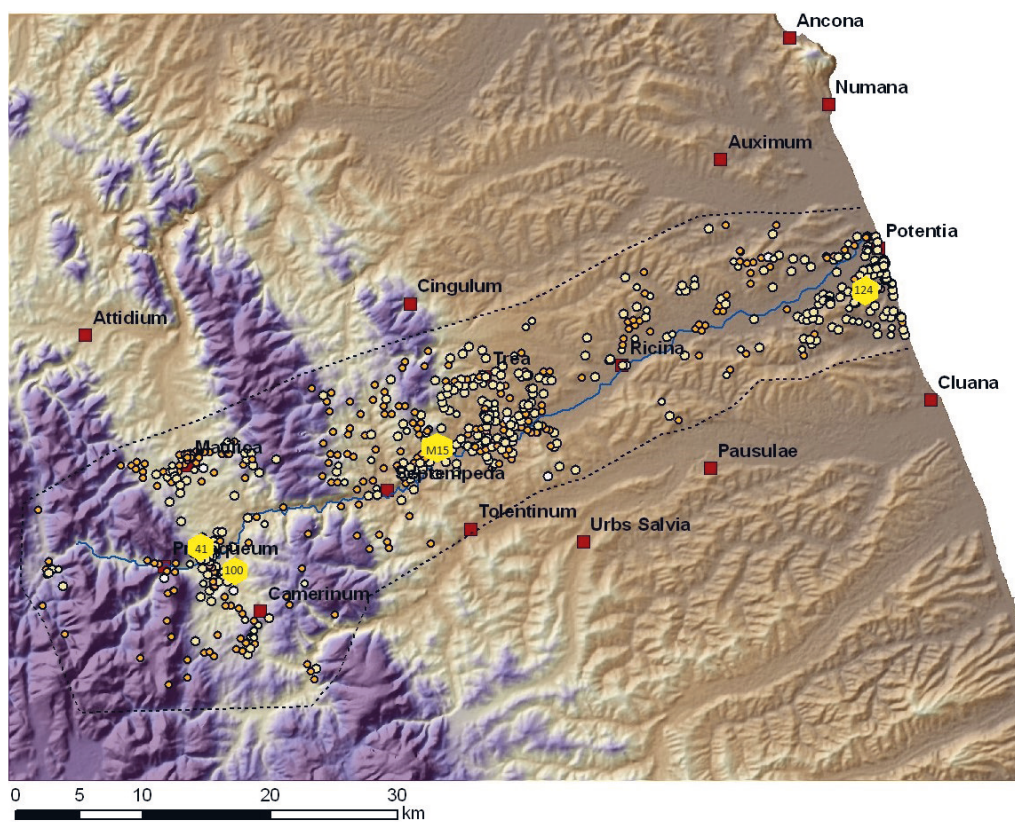 Ancona
Numana
Auximum
Potentia
124
Cingulum
Attidium
Trea
Ricina
Cluana
M15
Matilica
Septempeda
Pausulae
Tolentinum
Urbs Salvia
41
100
Camerinum
0 5 10 20 30
km